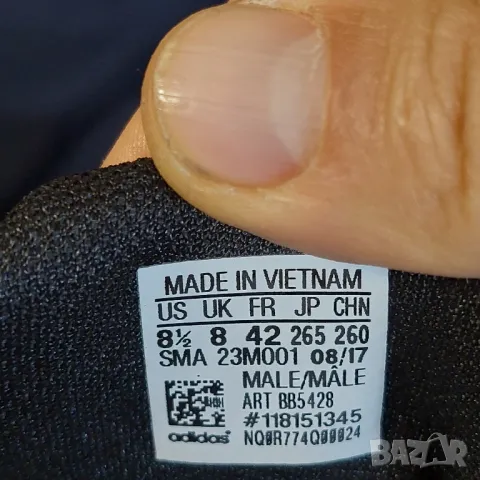 MADE IN VIETNAM
US UK FR JP CHN
8½ 8 42 265 260
SMA 23M001 08/17
MALE/MÂLE
ART BB5428
#118151345
adidas NQ0R774Q00024
BAZAR